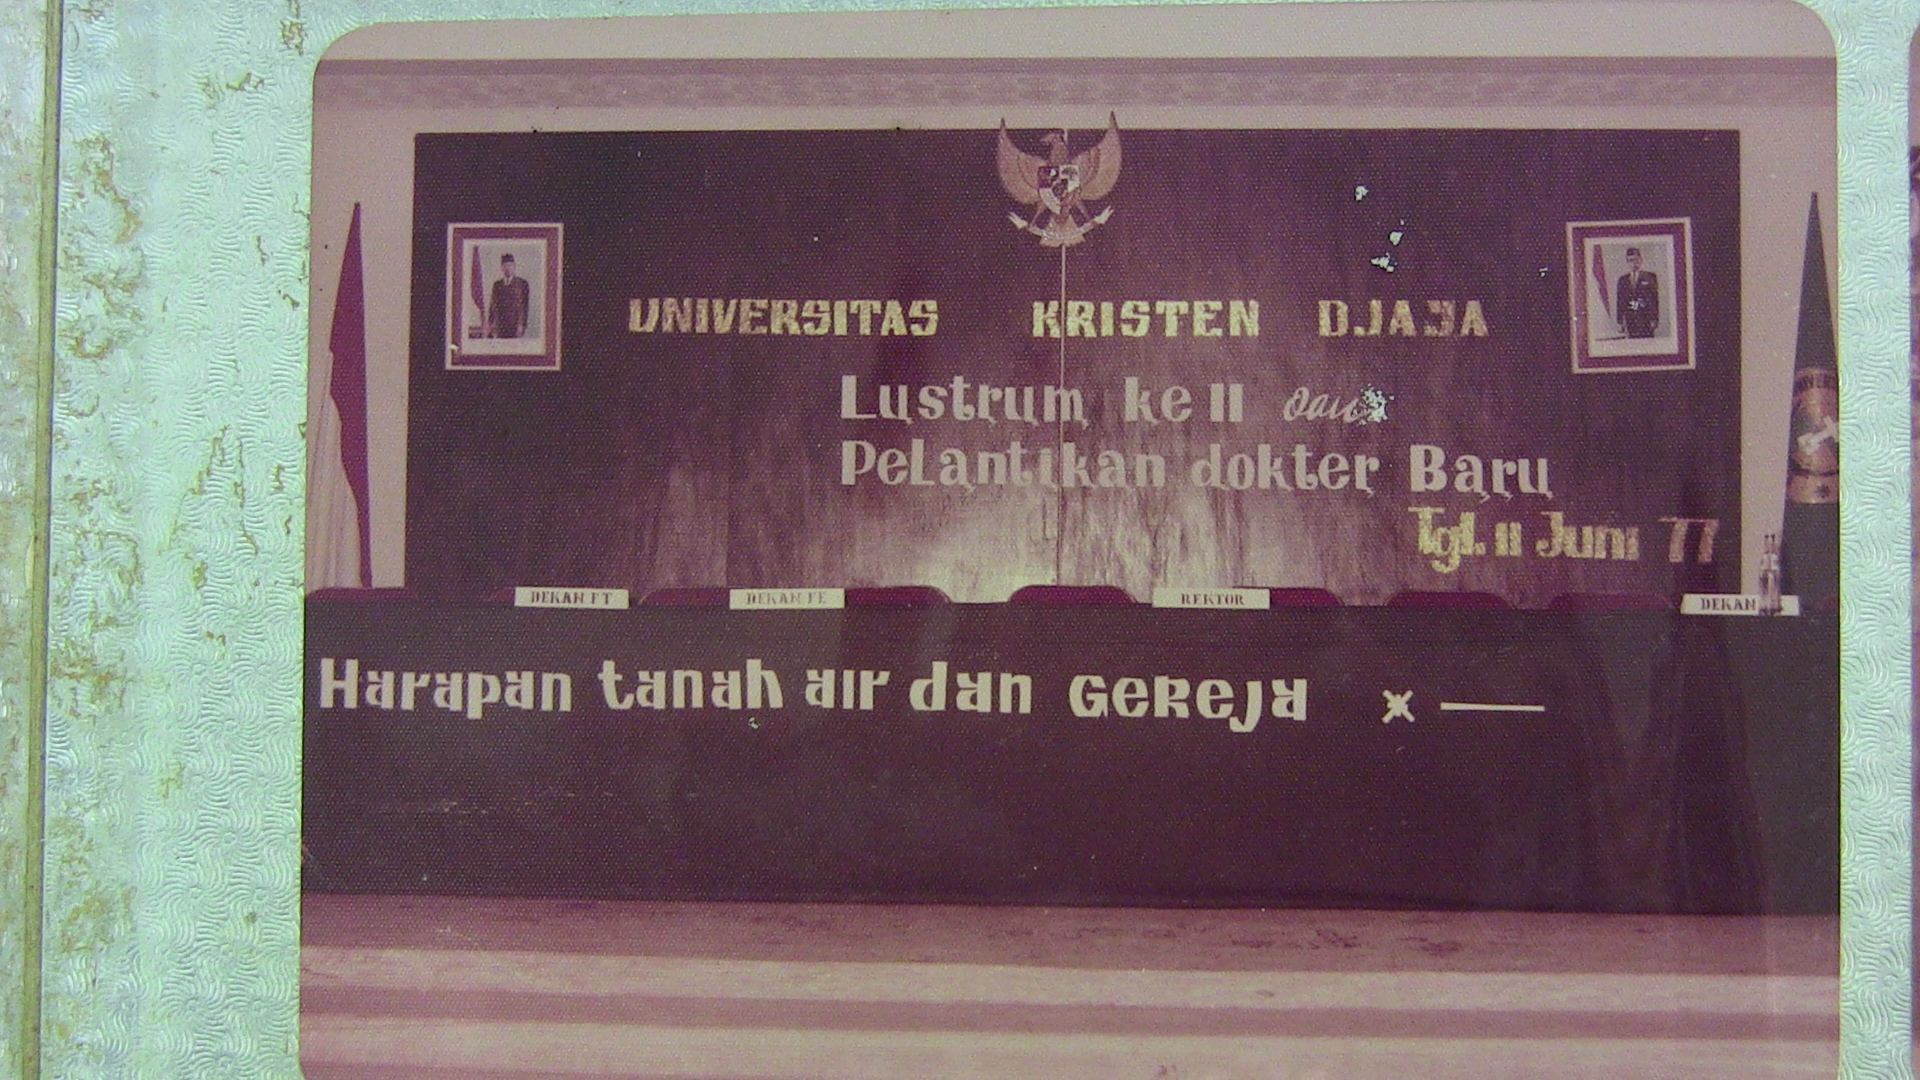 UNIVERSITAS KRISTEN DJAJA
Lustrum ke II dan
Pelantikan dokter Baru
Tgl. 11 Juni 77
DEKAN FT
DEKAN FE
REKTOR
DEKAN
Harapan tanah air dan Gereja